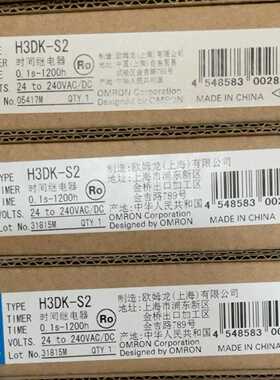 H3DK-S2
时间继电器
0.1s-1200h
24 to 240VAC/DC
No 05417M QTY 1
Ro
OMRON Corporation
Designed by OMRON
4 548583 0028
MADE IN CHINA
TYPE H3DK-S2
TIMER 时间继电器
TIME 0.1s-1200h
VOLTS. 24 to 240VAC/DC
Lot No 31815M QTY 1
Ro
制造:欧姆龙(上海)有限公司
地址:上海市浦东新区
金桥出口加工区
金吉路789号
产地:中华人民共和国
OMRON Corporation
Designed by OMRON
4 548583
MADE IN CHINA
TYPE H3DK-S2
TIMER 时间继电器
TIME 0.1s-1200h
VOLTS. 24 to 240VAC/DC
Lot No 31815M QTY 1
Ro
制造:欧姆龙(上海)有限公司
地址:上海市浦东新区
金桥出口加工区
金吉路789号
产地:中华人民共和国
OMRON Corporation
Designed by OMRON
4 548583 0
MADE IN CH